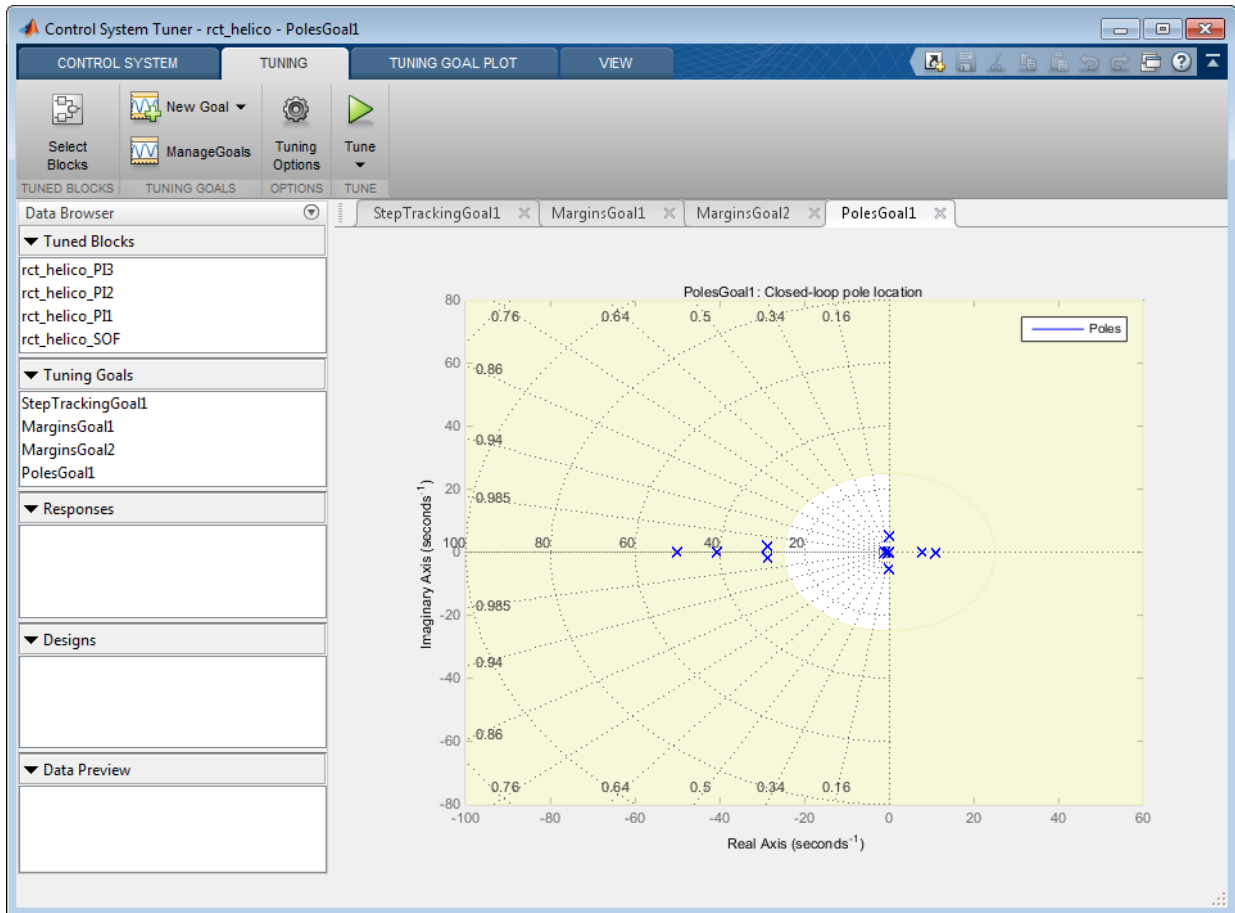 Control System Tuner - rct_helico - PolesGoal1
CONTROL SYSTEM TUNING TUNING GOAL PLOT VIEW
New Goal
ManageGoals
Select Blocks
Tuning Options
Tune
TUNED BLOCKS TUNING GOALS OPTIONS TUNE
Data Browser
Tuned Blocks
rct_helico_PI3
rct_helico_PI2
rct_helico_PI1
rct_helico_SOF
Tuning Goals
StepTrackingGoal1
MarginsGoal1
MarginsGoal2
PolesGoal1
Responses
Designs
Data Preview
StepTrackingGoal1 MarginsGoal1 MarginsGoal2 PolesGoal1
PolesGoal1: Closed-loop pole location
Poles
80
0.76 0.64 0.5 0.34 0.16
60
0.86
40
0.94
20
0.985
100 80 60 40 20
0
-20
0.985
-40
0.94
-60
0.86
0.76 0.64 0.5 0.34 0.16
-80
Imaginary Axis (seconds⁻¹)
-100 -80 -60 -40 -20 0 20 40 60
Real Axis (seconds⁻¹)